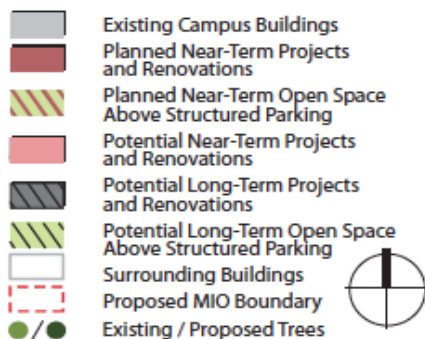 Existing Campus Buildings
Planned Near-Term Projects
and Renovations
Planned Near-Term Open Space
Above Structured Parking
Potential Near-Term Projects
and Renovations
Potential Long-Term Projects
and Renovations
Potential Long-Term Open Space
Above Structured Parking
Surrounding Buildings
Proposed MIO Boundary
Existing / Proposed Trees